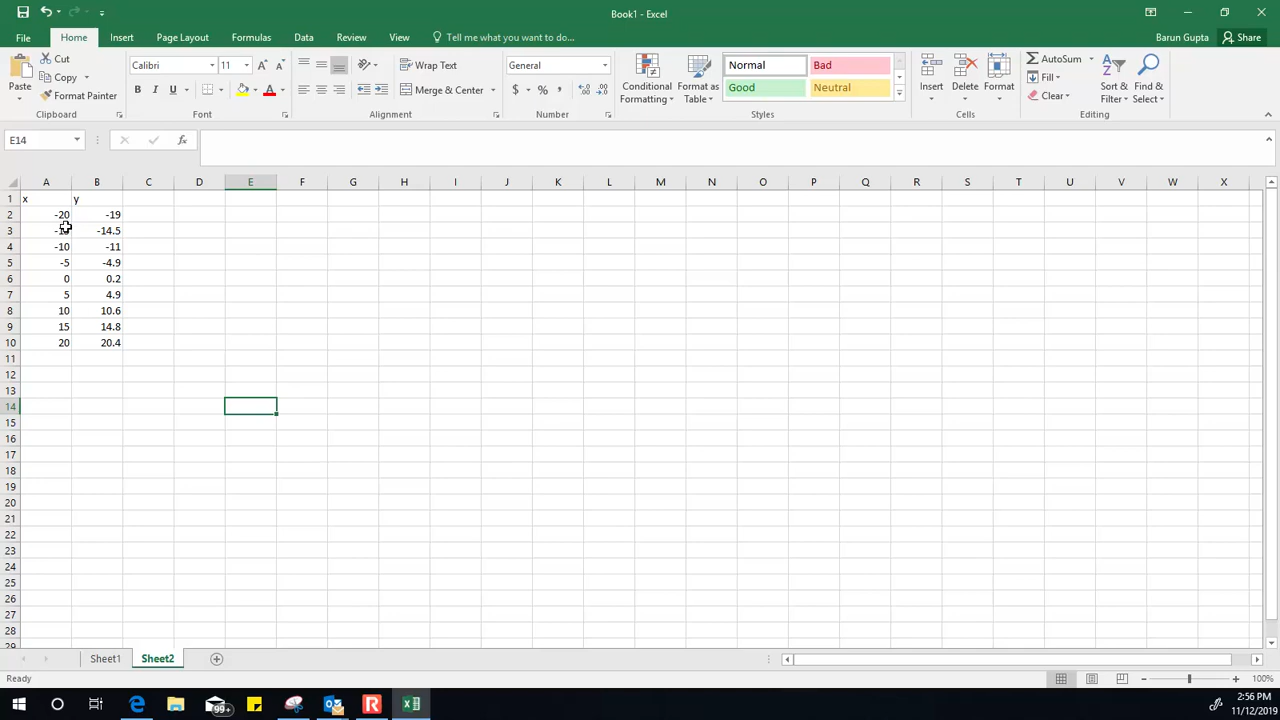 Book1 - Excel
File Home Insert Page Layout Formulas Data Review View Tell me what you want to do... Barun Gupta Share
Paste Cut Copy Format Painter
Calibri 11
B I U
Wrap Text
Merge & Center
General
$ % ,
Conditional Formatting
Format as Table
Normal Bad
Good Neutral
Insert Delete Format
AutoSum
Fill
Clear
Sort & Filter
Find & Select
Clipboard Font Alignment Number Styles Cells Editing
E14 fx
A B C D E F G H I J K L M N O P Q R S T U V W X
1 x y
2 -20 -19
3 -14.5
4 -10 -11
5 -5 -4.9
6 0 0.2
7 5 4.9
8 10 10.6
9 15 14.8
10 20 20.4
11
12
13
14
15
16
17
18
19
20
21
22
23
24
25
26
27
28
29
Sheet1 Sheet2
Ready 100%
99+
2:56 PM
11/12/2019